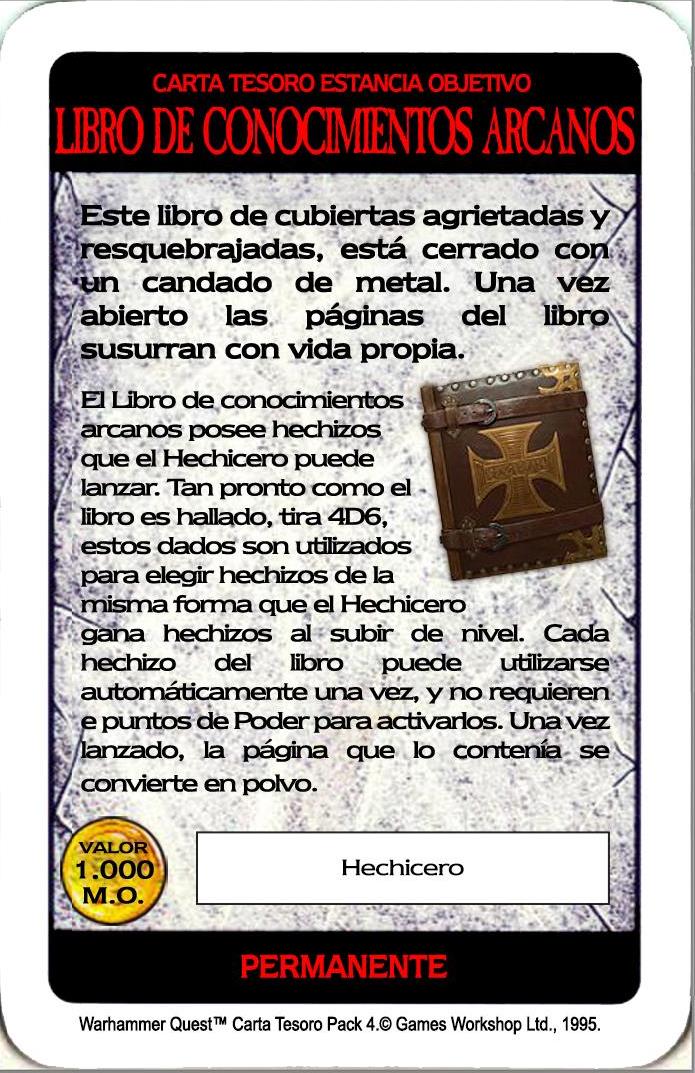 CARTA TESORO ESTANCIA OBJETIVO
LIBRO DE CONOCIMIENTOS ARCANOS
Este libro de cubiertas agrietadas y
resquebrajadas, está cerrado con
un candado de metal. Una vez
abierto las páginas del libro
susurran con vida propia.
El Libro de conocimientos
arcanos posee hechizos
que el Hechicero puede
lanzar. Tan pronto como el
libro es hallado, tira 4D6,
estos dados son utilizados
para elegir hechizos de la
misma forma que el Hechicero
gana hechizos al subir de nivel. Cada
hechizo del libro puede utilizarse
automáticamente una vez, y no requieren
e puntos de Poder para activarlos. Una vez
lanzado, la página que lo contenía se
convierte en polvo.
VALOR
1.000
M.O.
Hechicero
PERMANENTE
Warhammer Quest™ Carta Tesoro Pack 4.© Games Workshop Ltd., 1995.